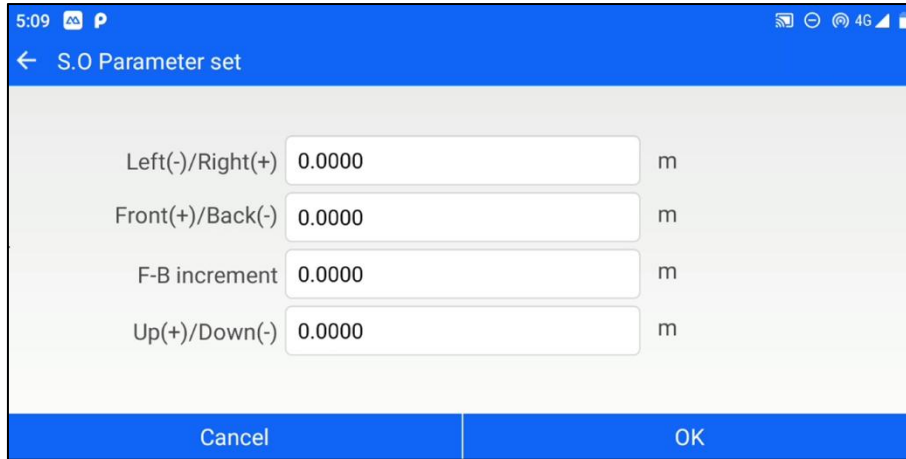 5:09 P 4G
S.O Parameter set
Left(-)/Right(+) 0.0000 m
Front(+)/Back(-) 0.0000 m
F-B increment 0.0000 m
Up(+)/Down(-) 0.0000 m
Cancel OK